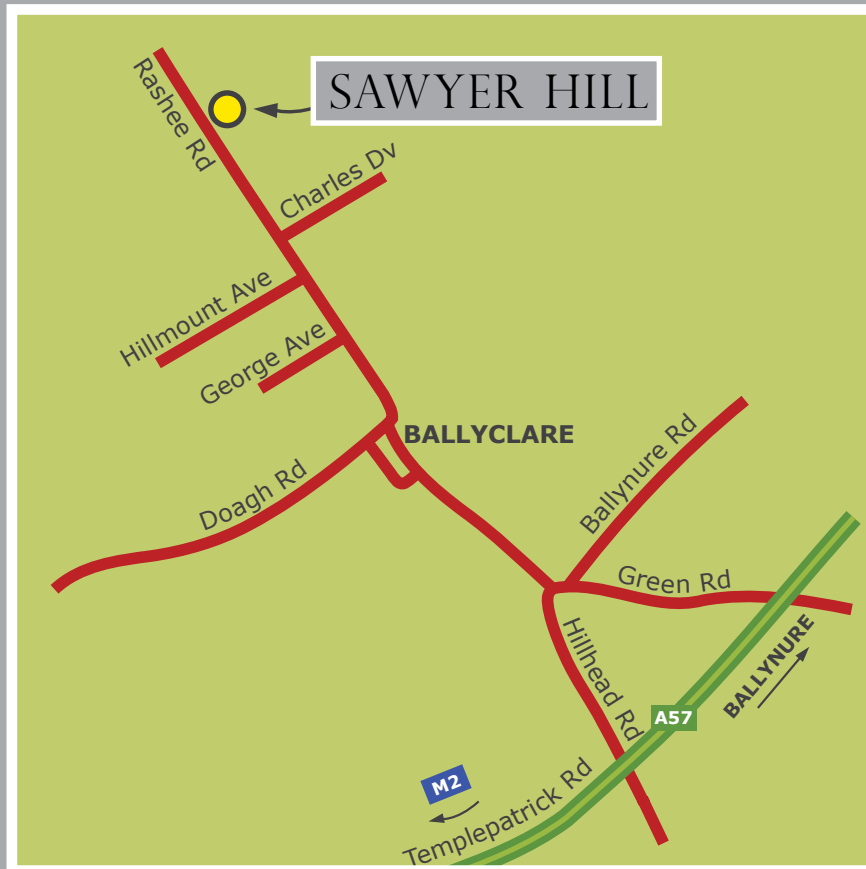 SAWYER HILL
Rashee Rd
Charles Dv
Hillmount Ave
George Ave
BALLYCLARE
Ballynure Rd
Doagh Rd
Green Rd
Hillhead Rd
BALLYNURE
A57
M2
Templepatrick Rd